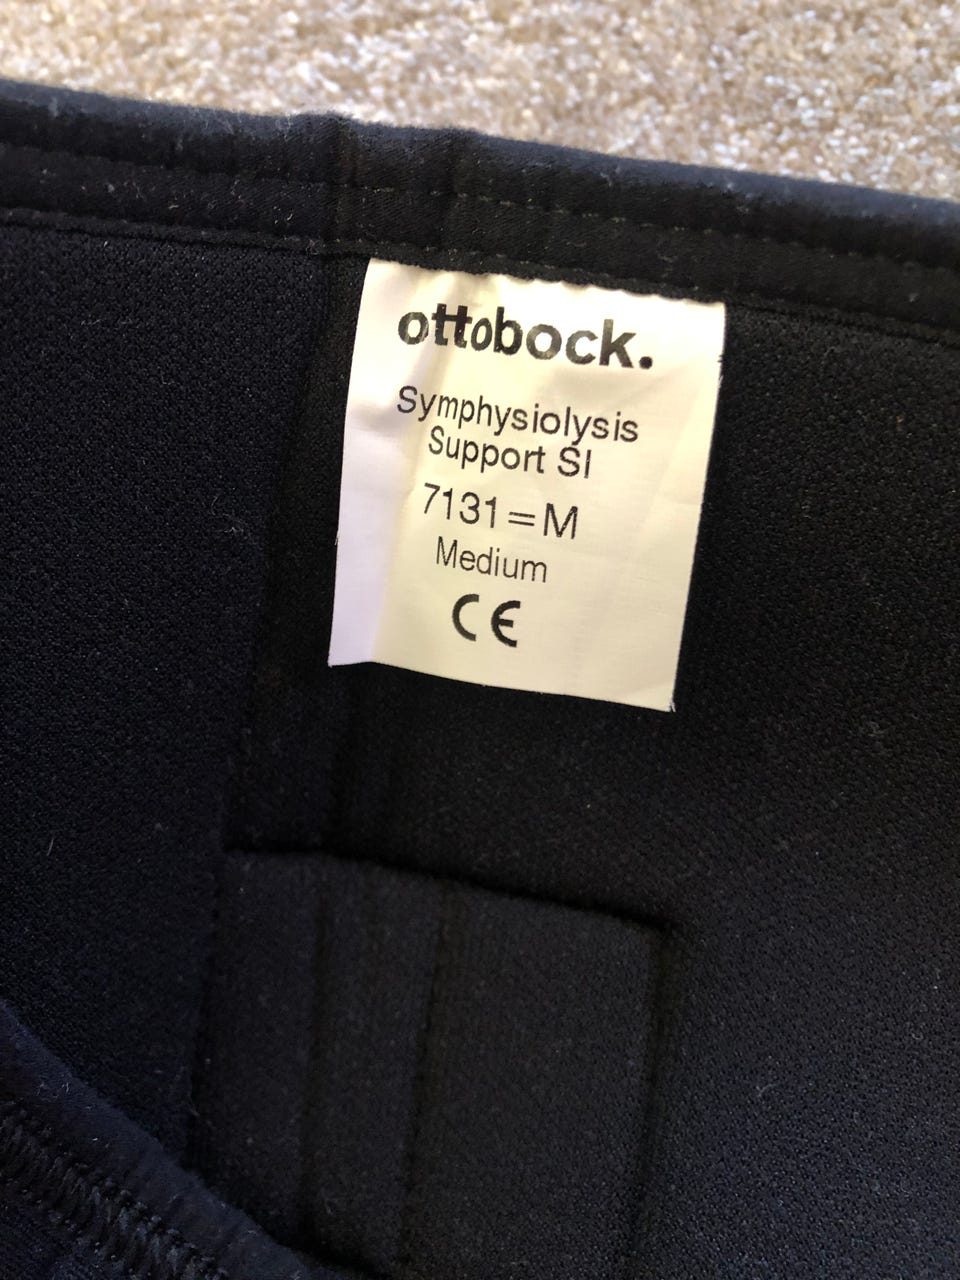 ottobock.
Symphysiolysis
Support SI
7131=M
Medium
CE